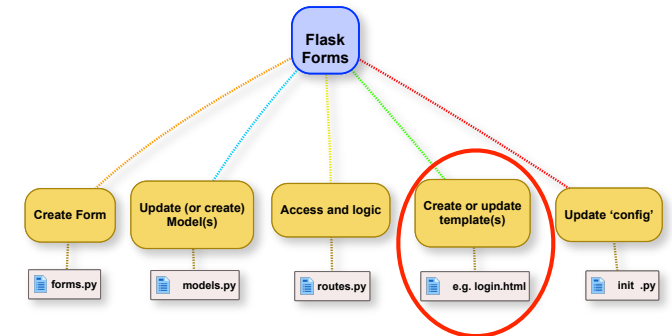 Flask
Forms
Create Form
Update (or create)
Model(s)
Access and logic
Create or update
template(s)
Update ‘config’
forms.py
models.py
routes.py
e.g. login.html
init .py